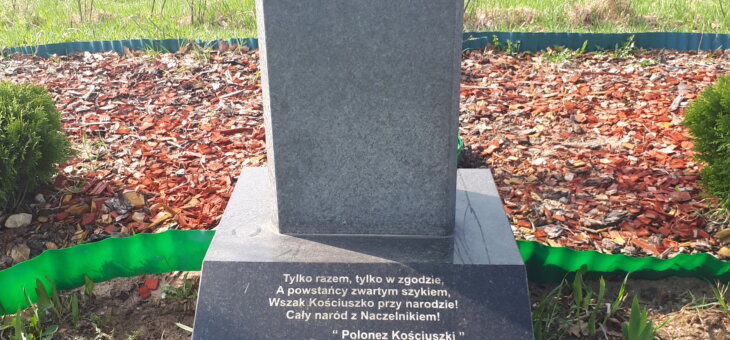 Tylko razem, tylko w zgodzie,
A powstańcy zwartym szykiem,
Wszak Kościuszko przy narodzie!
Cały naród z Naczelnikiem!
“ Polonez Kościuszki ”